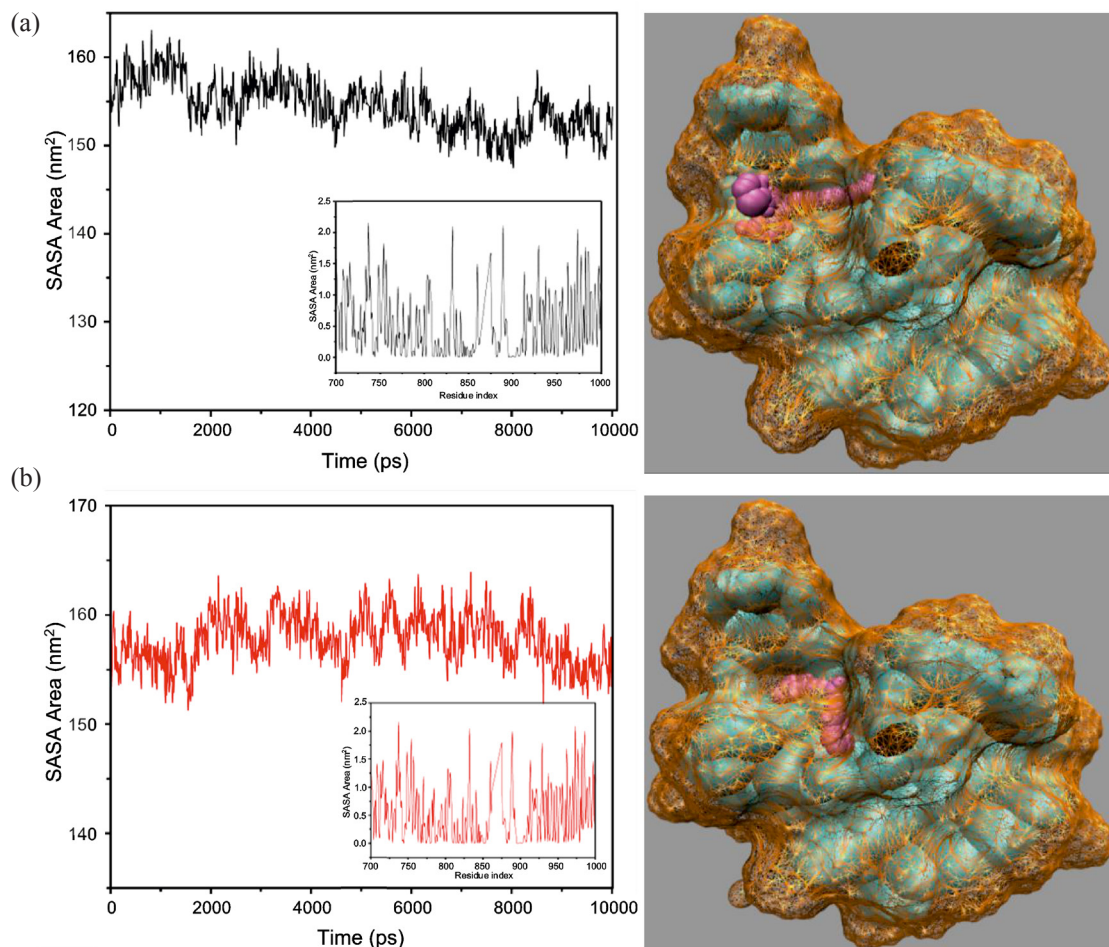 (a)
SASA Area (nm²)
160
150
140
130
120
SASA Area (nm²)
2.5
2.0
1.5
1.0
0.5
0.0
700 750 800 850 900 950 1000
Residue index
0 2000 4000 6000 8000 10000
Time (ps)
(b)
SASA Area (nm²)
170
160
150
140
SASA Area (nm²)
2.5
2.0
1.5
1.0
0.5
0.0
700 750 800 850 900 950 1000
Residue index
0 2000 4000 6000 8000 10000
Time (ps)